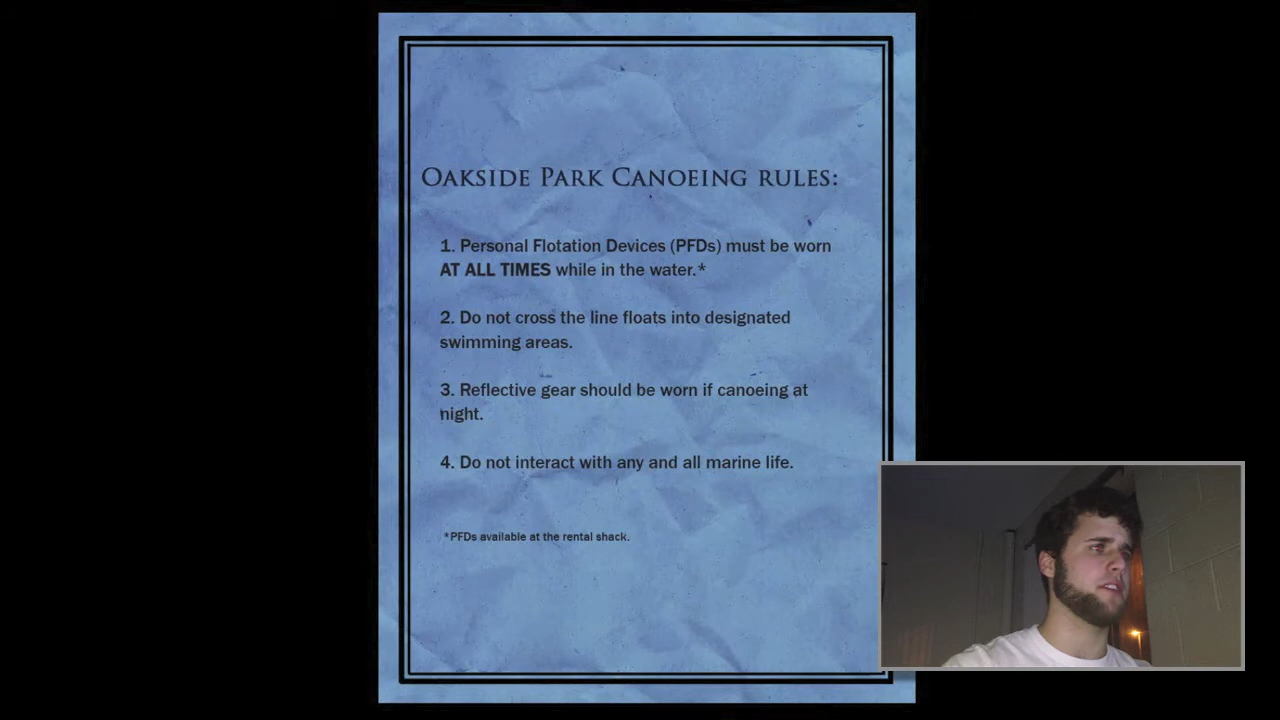 OAKSIDE PARK CANOEING RULES:
1. Personal Flotation Devices (PFDs) must be worn
AT ALL TIMES while in the water.*
2. Do not cross the line floats into designated
swimming areas.
3. Reflective gear should be worn if canoeing at
night.
4. Do not interact with any and all marine life.
*PFDs available at the rental shack.